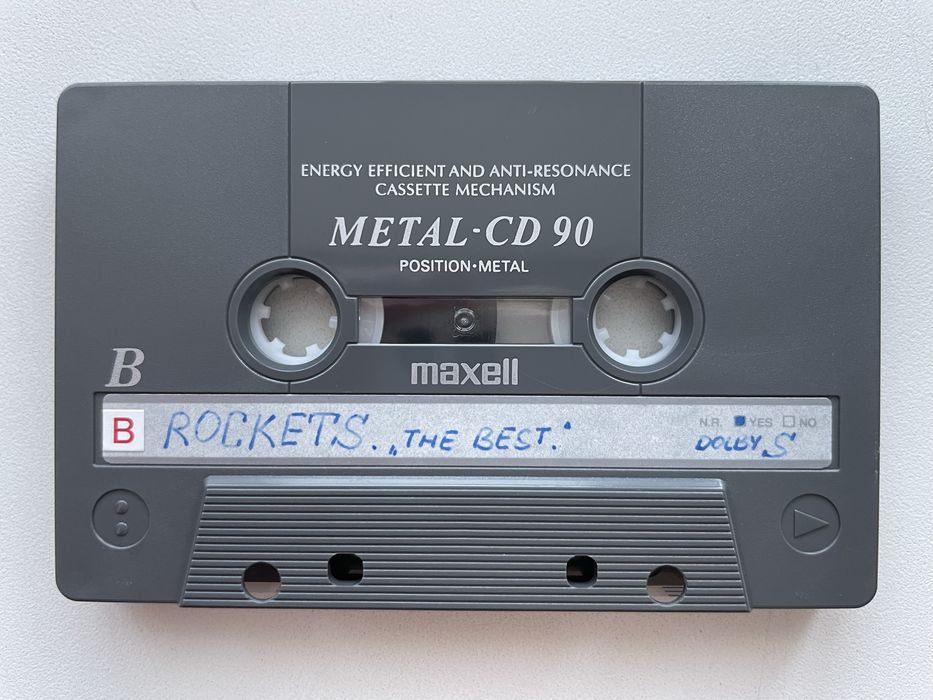 ENERGY EFFICIENT AND ANTI-RESONANCE
CASSETTE MECHANISM
METAL·CD 90
POSITION·METAL
B
maxell
B ROCKETS. „THE BEST.“
N.R. YES NO
DOLBY S